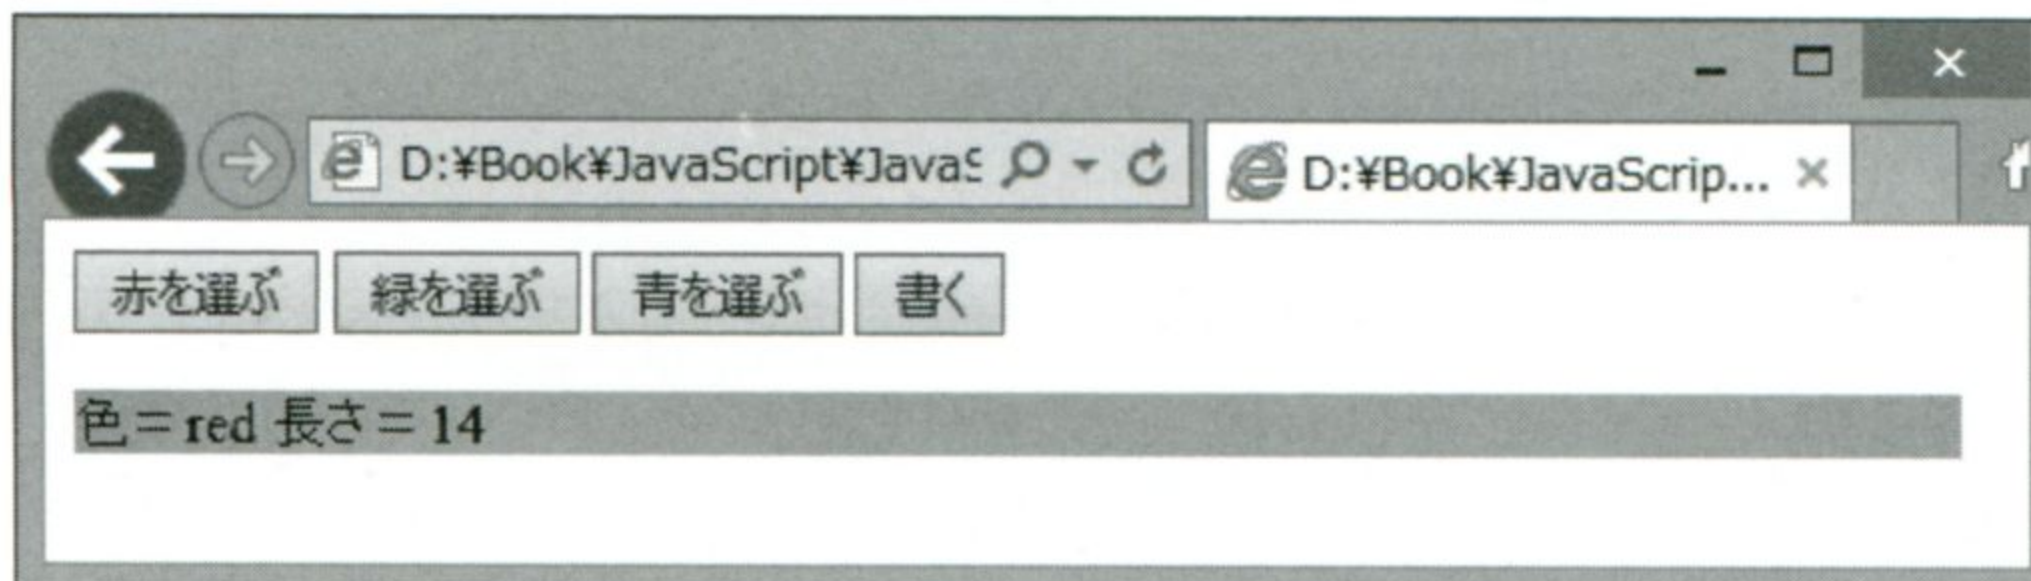 D:¥Book¥JavaScript¥JavaS D:¥Book¥JavaScrip...
赤を選ぶ 緑を選ぶ 青を選ぶ 書く
色＝red 長さ＝14